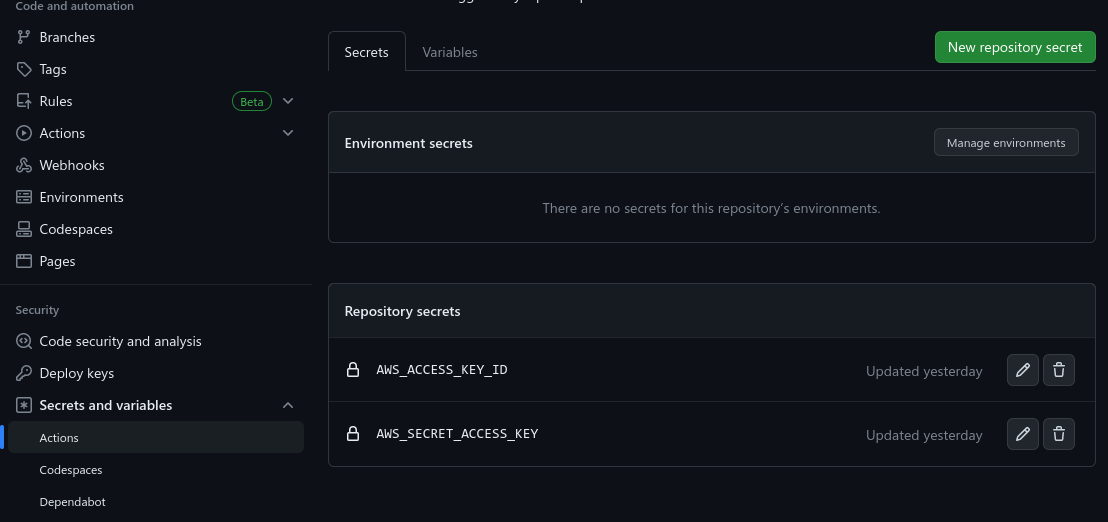 Code and automation
Branches
Tags
Rules Beta
Actions
Webhooks
Environments
Codespaces
Pages
Security
Code security and analysis
Deploy keys
Secrets and variables
Actions
Codespaces
Dependabot
Secrets Variables New repository secret
Environment secrets Manage environments
There are no secrets for this repository’s environments.
Repository secrets
AWS_ACCESS_KEY_ID Updated yesterday
AWS_SECRET_ACCESS_KEY Updated yesterday